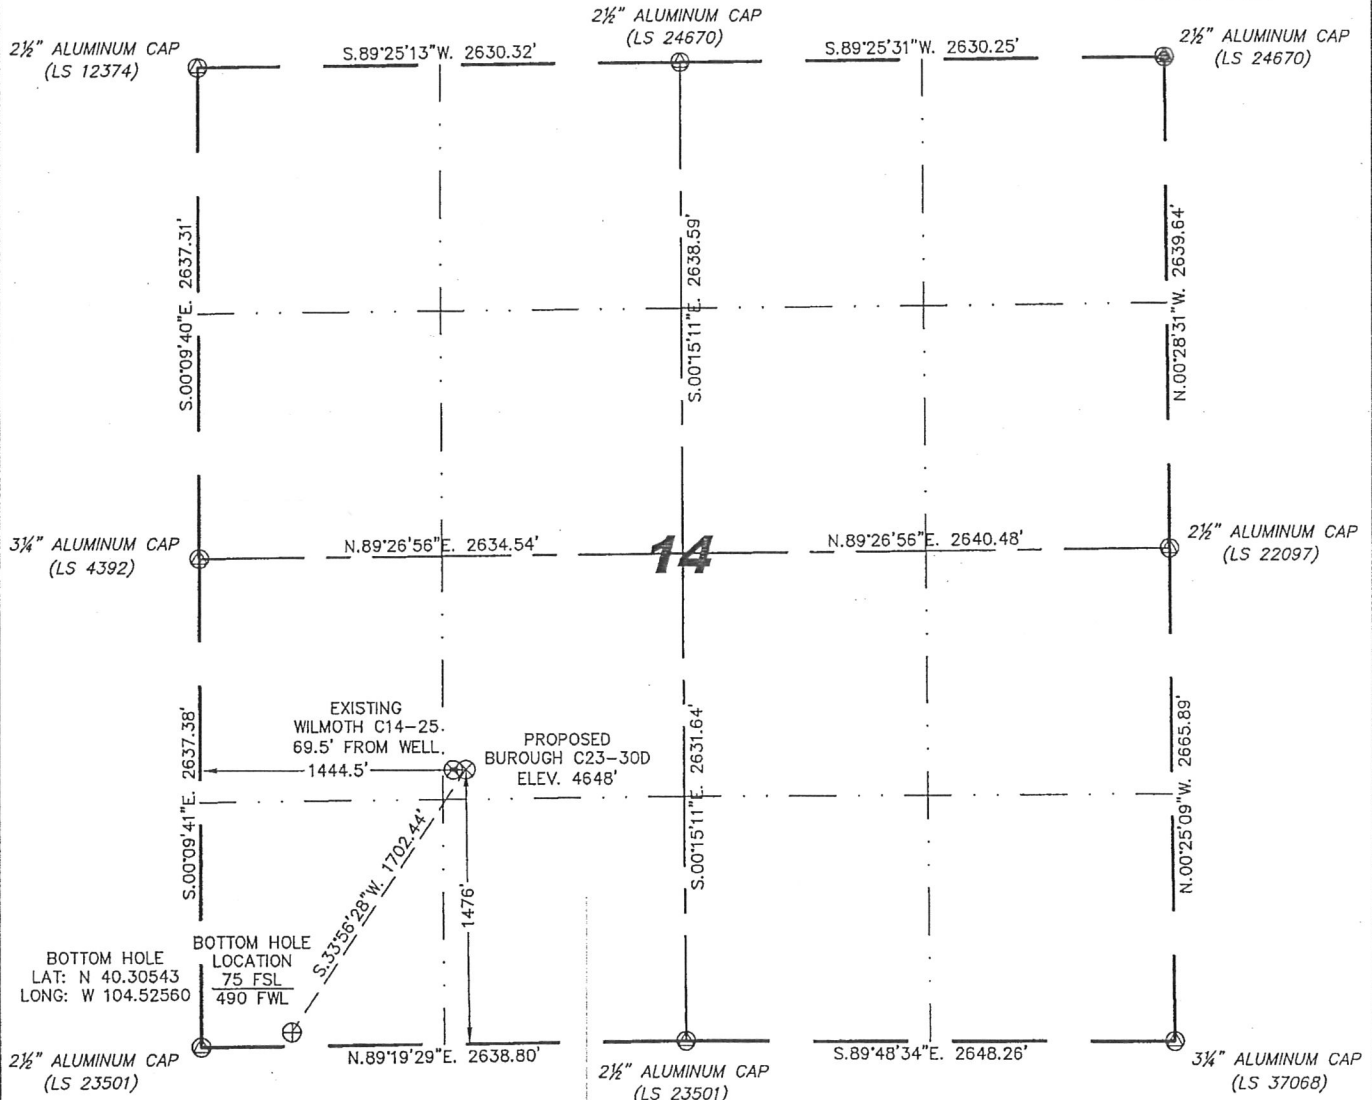 2½" ALUMINUM CAP
(LS 12374)
S.89°25'13"W. 2630.32'
2½" ALUMINUM CAP
(LS 24670)
S.89°25'31"W. 2630.25'
2½" ALUMINUM CAP
(LS 24670)
S.00°09'40"E. 2637.31'
S.00°15'11"E. 2638.59'
N.00°28'31"W. 2639.64'
3¼" ALUMINUM CAP
(LS 4392)
N.89°26'56"E. 2634.54'
14
N.89°26'56"E. 2640.48'
2½" ALUMINUM CAP
(LS 22097)
S.00°09'41"E. 2637.38'
EXISTING
WILMOTH C14-25.
69.5' FROM WELL.
1444.5'
PROPOSED
BUROUGH C23-30D
ELEV. 4648'
S.00°15'11"E. 2631.64'
N.00°25'09"W. 2665.89'
S.33°56'28"W. 1702.44'
1476'
BOTTOM HOLE
LAT: N 40.30543
LONG: W 104.52560
BOTTOM HOLE
LOCATION
75 FSL
490 FWL
2½" ALUMINUM CAP
(LS 23501)
N.89°19'29"E. 2638.80'
2½" ALUMINUM CAP
(LS 23501)
S.89°48'34"E. 2648.26'
3¼" ALUMINUM CAP
(LS 37068)